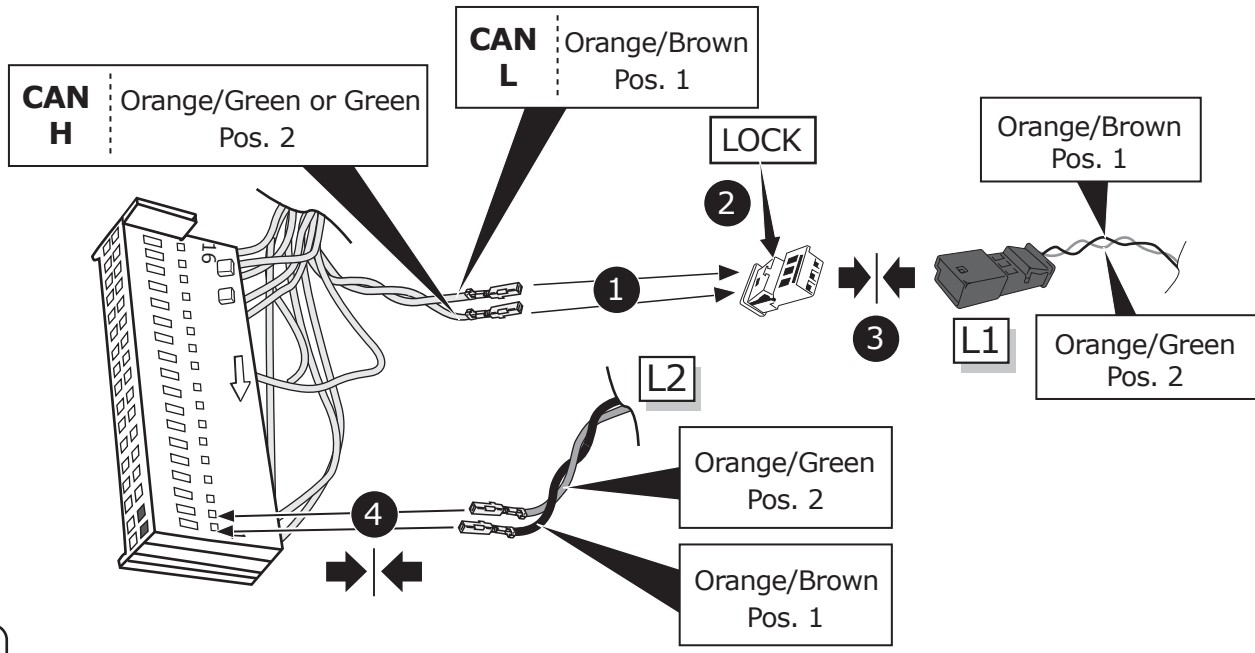 CAN H
Orange/Green or Green
Pos. 2
CAN L
Orange/Brown
Pos. 1
LOCK
2
Orange/Brown
Pos. 1
16
1
3
L1
Orange/Green
Pos. 2
L2
Orange/Green
Pos. 2
4
Orange/Brown
Pos. 1